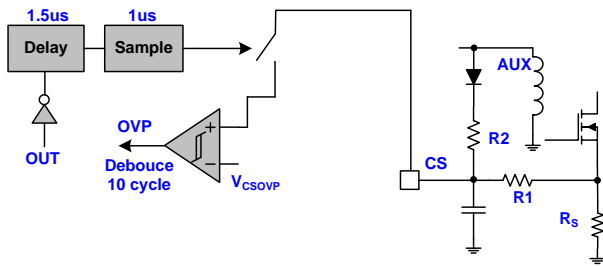 1.5us
1us
Delay
Sample
AUX
OVP
R2
OUT
Debouce
10 cycle
+
−
VCSOVP
CS
R1
RS